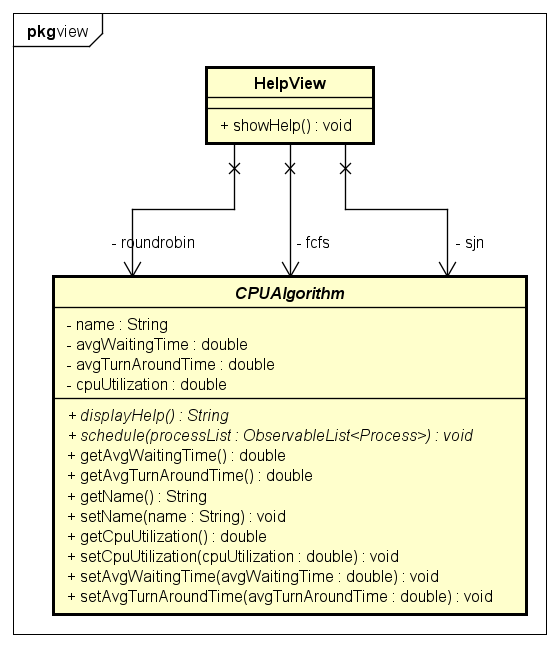 pkg view
HelpView
+ showHelp() : void
- roundrobin
- fcfs
- sjn
CPUAlgorithm
- name : String
- avgWaitingTime : double
- avgTurnAroundTime : double
- cpuUtilization : double
+ displayHelp() : String
+ schedule(processList : ObservableList<Process>) : void
+ getAvgWaitingTime() : double
+ getAvgTurnAroundTime() : double
+ getName() : String
+ setName(name : String) : void
+ getCpuUtilization() : double
+ setCpuUtilization(cpuUtilization : double) : void
+ setAvgWaitingTime(avgWaitingTime : double) : void
+ setAvgTurnAroundTime(avgTurnAroundTime : double) : void